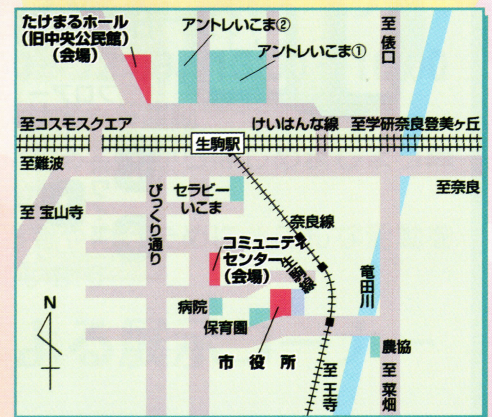 たけまるホール
(旧中央公民館)
(会場)
アントレいこま②
アントレいこま①
至俵口
至コスモスクエア
けいはんな線
至学研奈良登美ヶ丘
生駒駅
至難波
至奈良
至宝山寺
ぴっくり通り
セラビー
いこま
奈良線
コミュニティ
センター
(会場)
生駒線
竜田川
病院
保育園
市役所
農協
至王寺
至菜畑
N